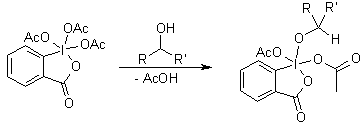 OAc
AcO OAc
I
O
O
OH
R R'
- AcOH
R R'
O H
AcO O O
I
O
O